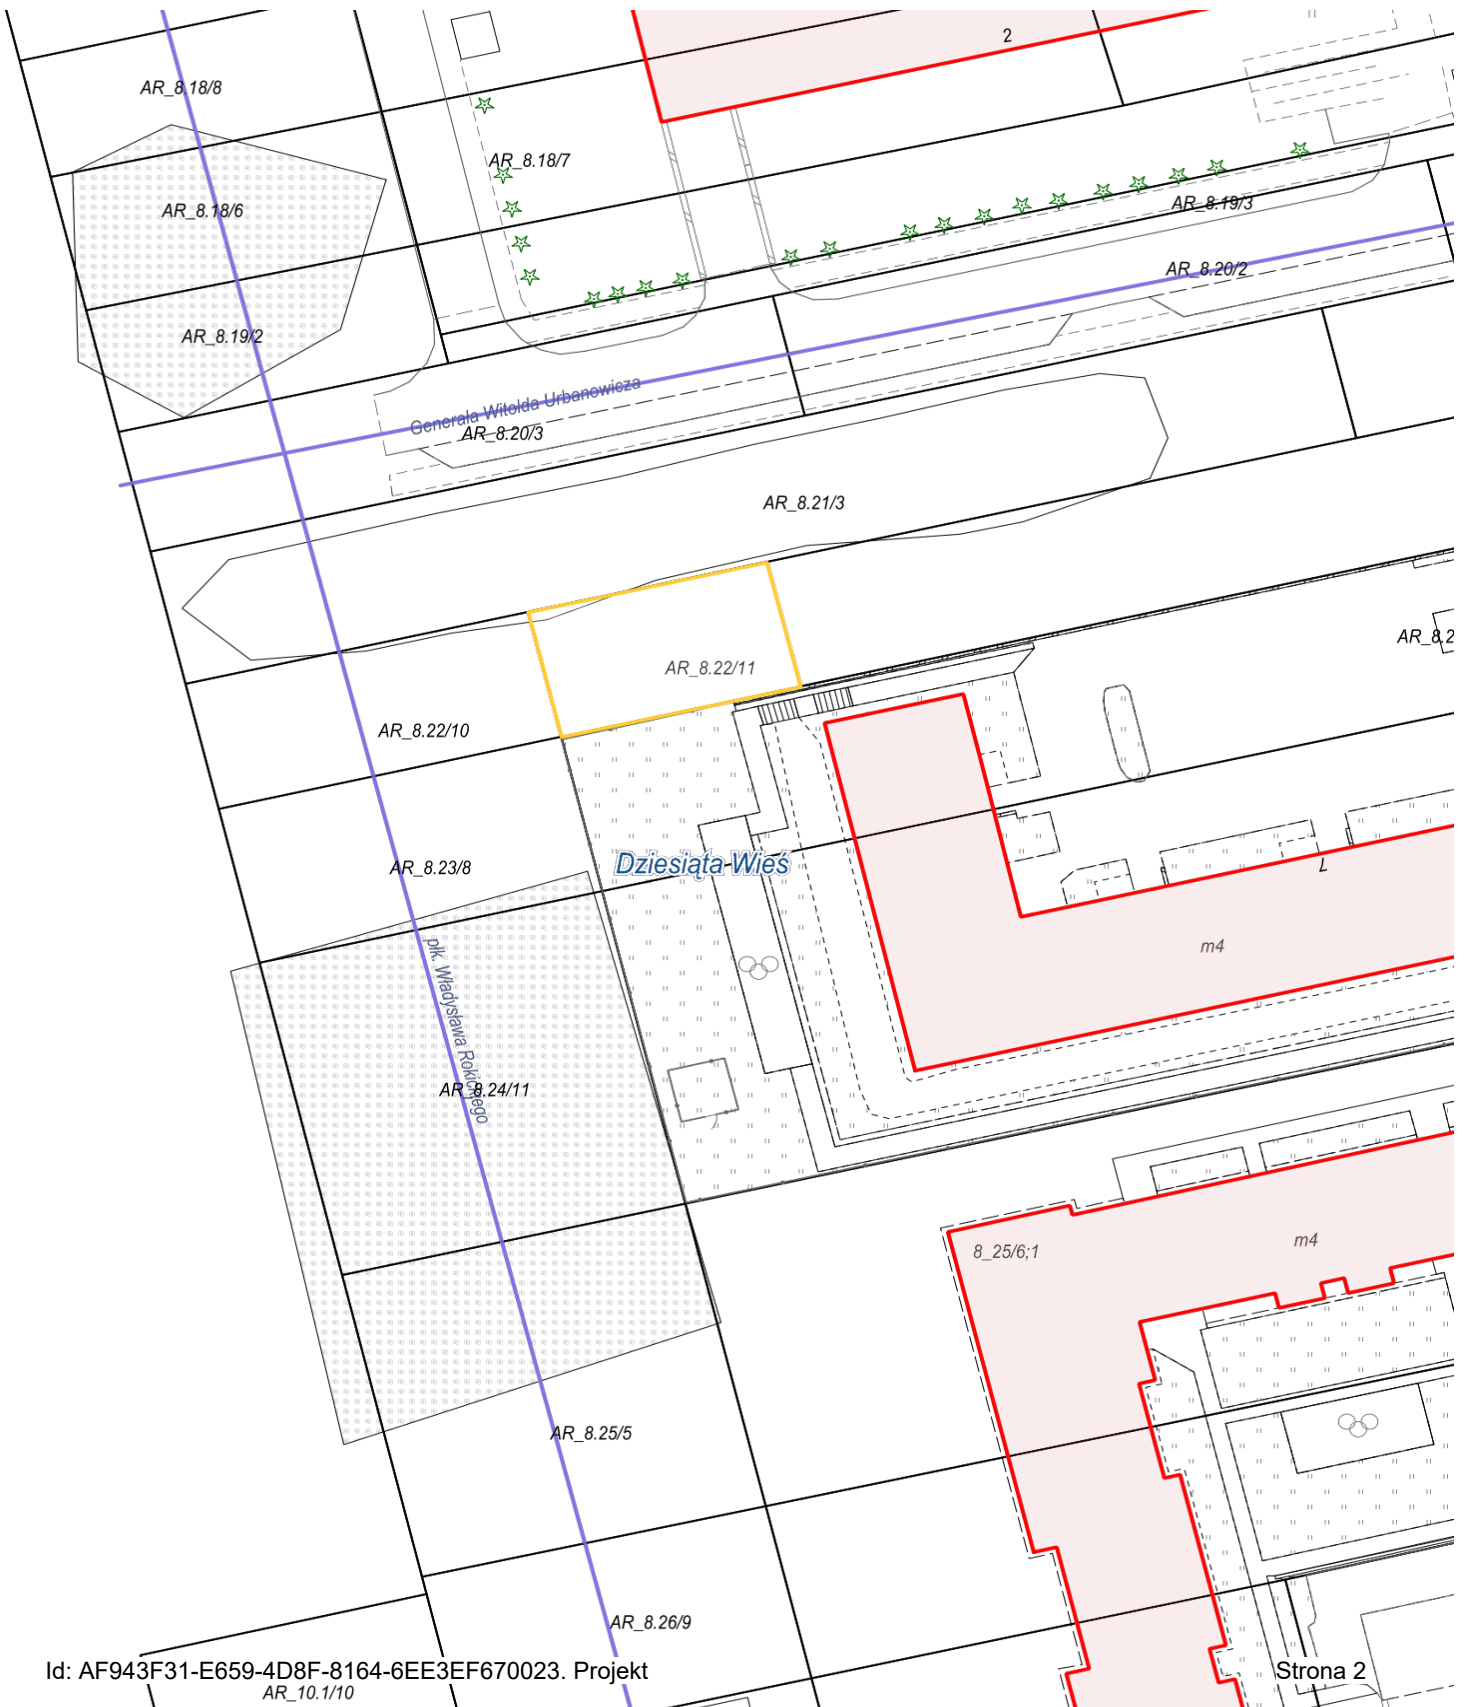 2
AR_8.18/8
AR_8.18/7
AR_8.18/6
AR_8.19/3
AR_8.20/2
AR_8.19/2
Generała Witolda Urbanowicza
AR_8.20/3
AR_8.21/3
AR_8.2
AR_8.22/11
AR_8.22/10
Dziesiąta Wieś
AR_8.23/8
7
m4
płk. Władysława Rokickiego
AR_8.24/11
8_25/6;1
m4
AR_8.25/5
AR_8.26/9
Id: AF943F31-E659-4D8F-8164-6EE3EF670023. Projekt
Strona 2
AR_10.1/10